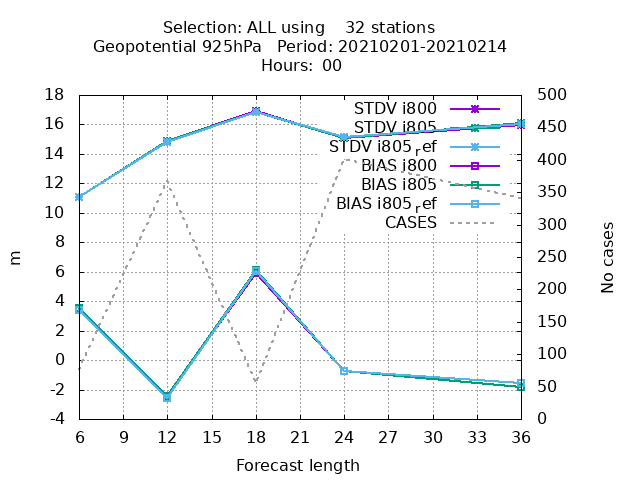 Selection: ALL using    32 stations
Geopotential 925hPa   Period: 20210201-20210214
Hours: 00
18
16
14
12
10
8
6
4
2
0
-2
-4
m
STDV i800
STDV i805
STDV i805ref
BIAS i800
BIAS i805
BIAS i805ref
CASES
500
450
400
350
300
250
200
150
100
50
0
No cases
6 9 12 15 18 21 24 27 30 33 36
Forecast length